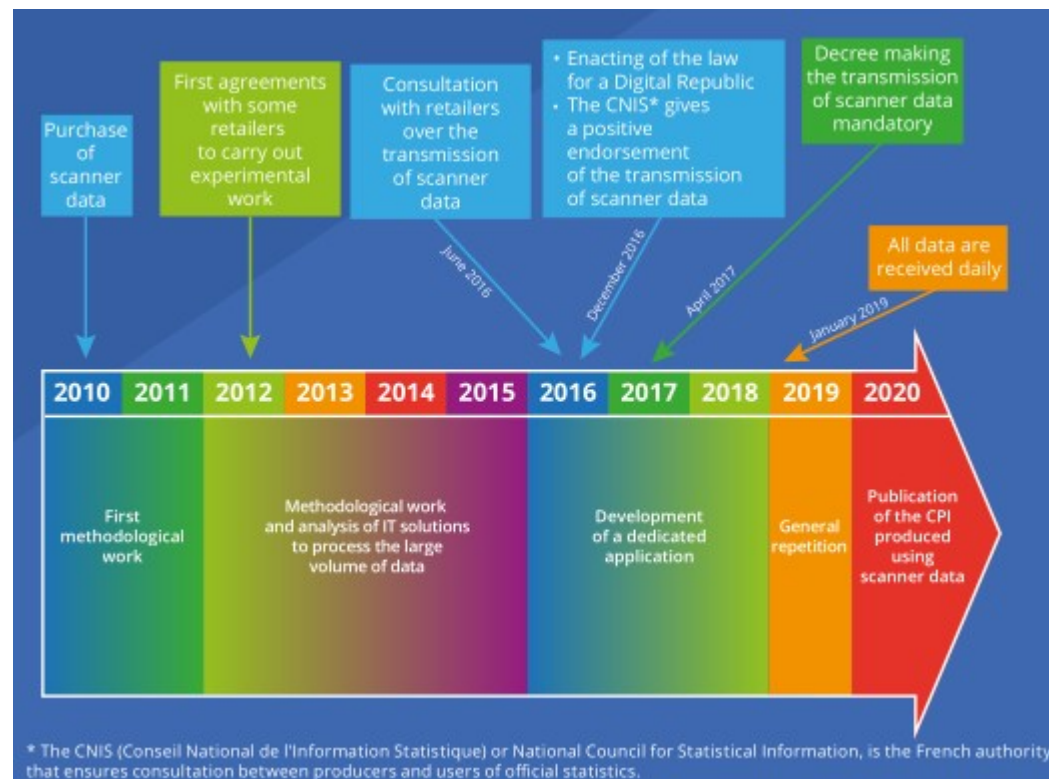 Purchase
of
scanner
data
First agreements
with some
retailers
to carry out
experimental
work
Consultation
with retailers
over the
transmission
of scanner
data
• Enacting of the law
for a Digital Republic
• The CNIS* gives
a positive
endorsement
of the transmission
of scanner data
Decree making
the transmission
of scanner data
mandatory
All data are
received daily
June 2016
December 2016
April 2017
January 2019
2010 2011 2012 2013 2014 2015 2016 2017 2018 2019 2020
First
methodological
work
Methodological work
and analysis of IT solutions
to process the large
volume of data
Development
of a dedicated
application
General
repetition
Publication
of the CPI
produced
using
scanner data
* The CNIS (Conseil National de l'Information Statistique) or National Council for Statistical Information, is the French authority
that ensures consultation between producers and users of official statistics.